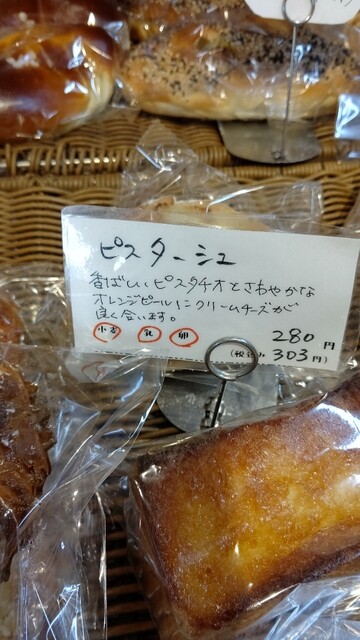 ピスターシュ
香ばしいピスタチオとさわやかな
オレンジピールにクリームチーズが
良く合います。
小麦 乳 卵
280円
(税込み 303円)